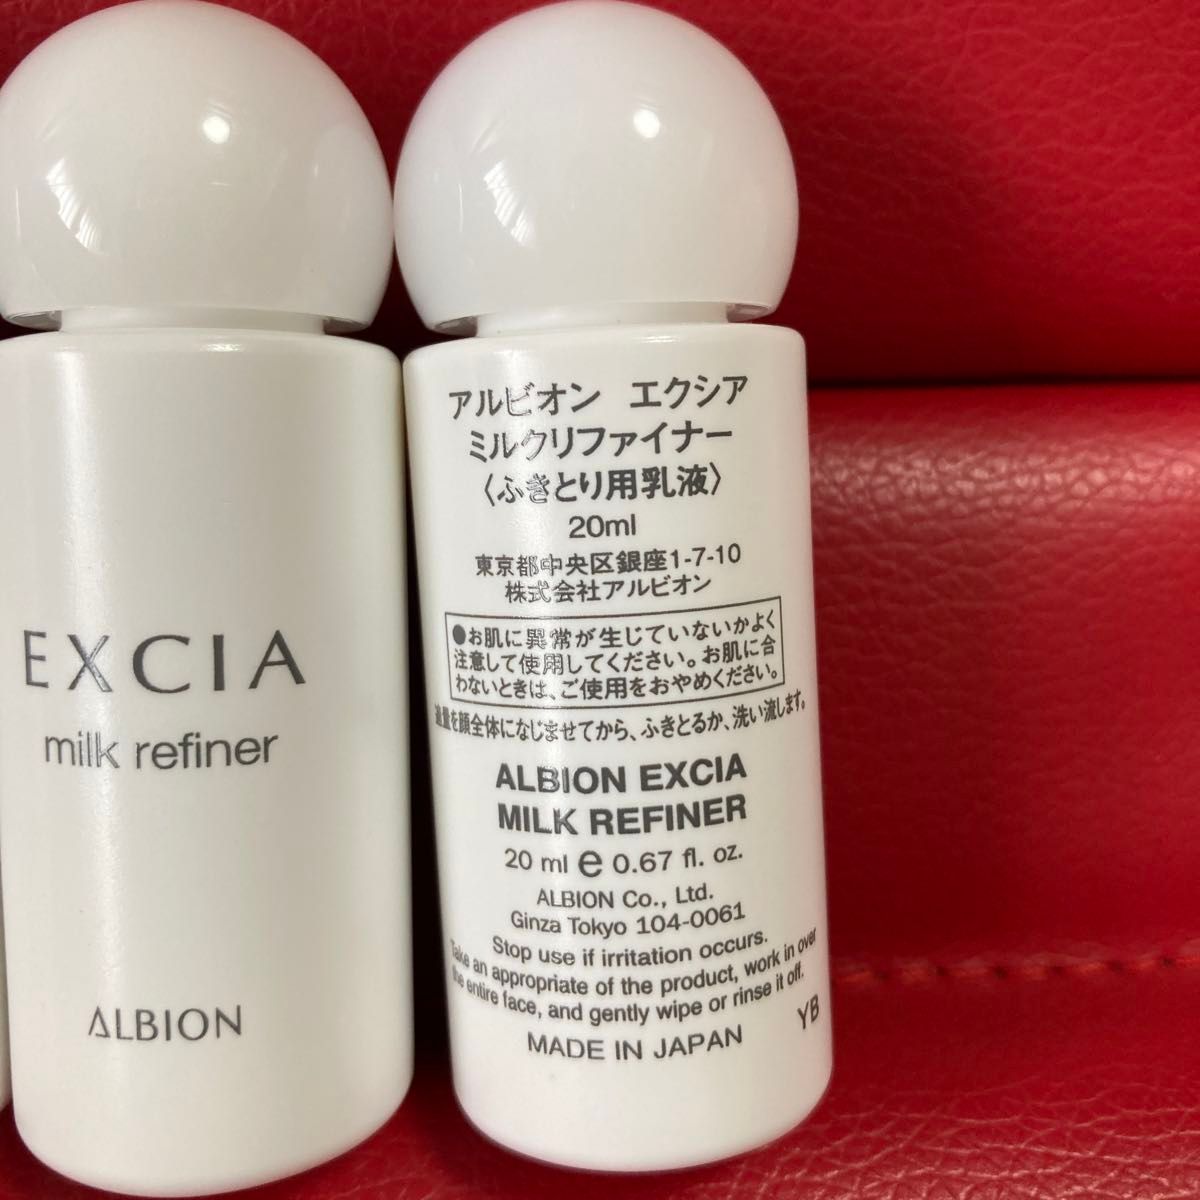 EXCIA
milk refiner
ALBION
アルビオン エクシア
ミルクリファイナー
〈ふきとり用乳液〉
20ml
東京都中央区銀座1-7-10
株式会社アルビオン
●お肌に異常が生じていないかよく
注意して使用してください。お肌に合
わないときは、ご使用をおやめください。
適量を顔全体になじませてから、ふきとるか、洗い流します。
ALBION EXCIA
MILK REFINER
20 ml ℮ 0.67 fl. oz.
ALBION Co., Ltd.
Ginza Tokyo 104-0061
Stop use if irritation occurs.
Take an appropriate of the product, work in over
the entire face, and gently wipe or rinse it off.
MADE IN JAPAN
YB